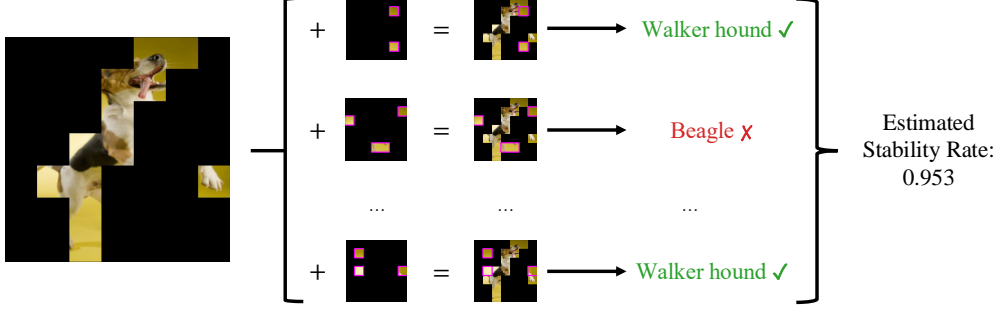 + = Walker hound ✓
+ = Beagle ✗
... ... ...
+ = Walker hound ✓
Estimated
Stability Rate:
0.953